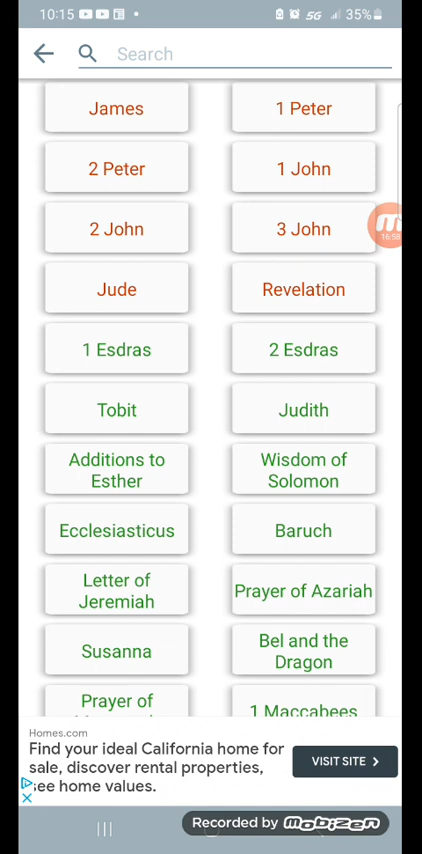 10:15 5G 35%
Search
James 1 Peter
2 Peter 1 John
2 John 3 John
16:58
Jude Revelation
1 Esdras 2 Esdras
Tobit Judith
Additions to
Esther
Wisdom of
Solomon
Ecclesiasticus Baruch
Letter of
Jeremiah
Prayer of Azariah
Susanna
Bel and the
Dragon
Prayer of
1 Maccabees
Homes.com
Find your ideal California home for
sale, discover rental properties,
see home values.
VISIT SITE
Recorded by mobizen